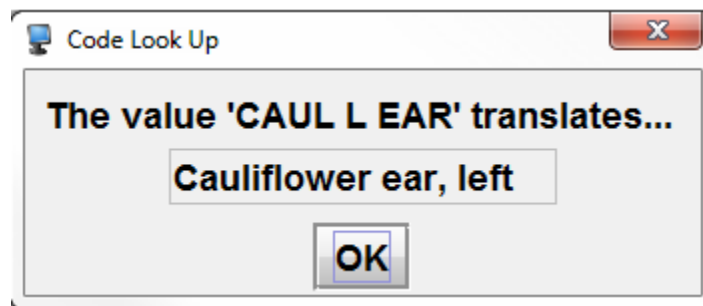 Code Look Up
The value 'CAUL L EAR' translates...
Cauliflower ear, left
OK